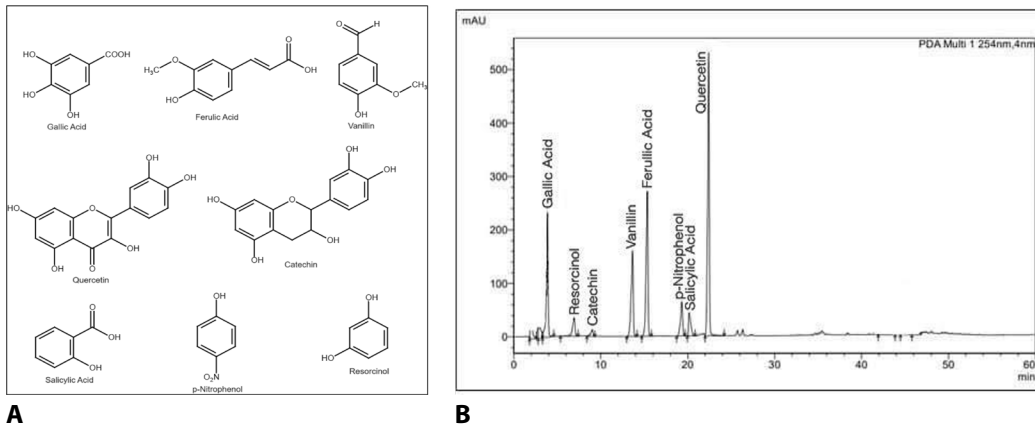 HO
COOH
HO
OH
Gallic Acid
H₃C
O
O
OH
HO
Ferulic Acid
O
H
O
CH₃
OH
Vanillin
OH
OH
HO
O
OH
OH
O
Quercetin
OH
OH
HO
O
OH
OH
Catechin
O
OH
OH
Salicylic Acid
OH
O₂N
p-Nitrophenol
OH
HO
Resorcinol
A
mAU
PDA Multi 1 254nm,4nm
500
400
300
200
100
0
Gallic Acid
Resorcinol
Catechin
Vanillin
Ferullic Acid
p-Nitrophenol
Salicylic Acid
Quercetin
0
10
20
30
40
50
60
min
B